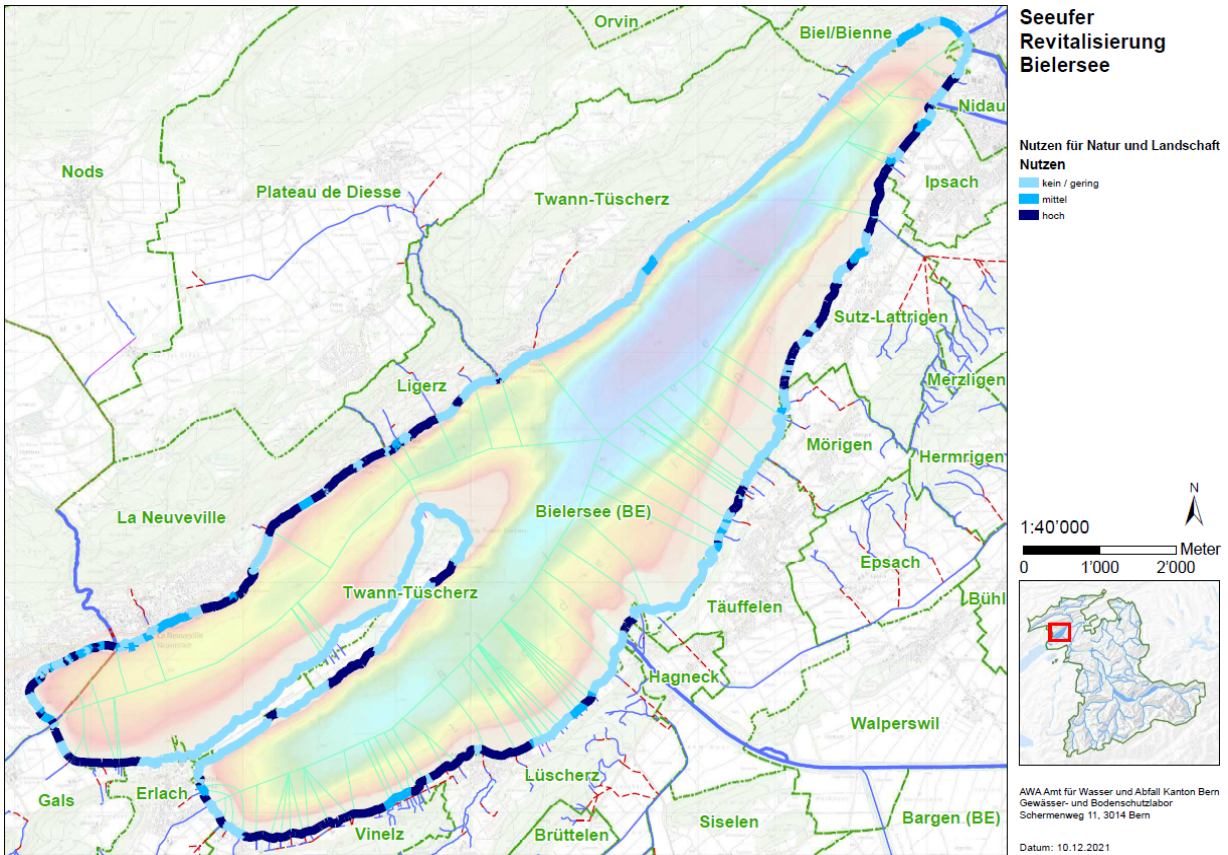 Seeufer
Revitalisierung
Bielersee
Nutzen für Natur und Landschaft
Nutzen
kein / gering
mittel
hoch
Orvin
Biel/Bienne
Nidau
Nods
Plateau de Diesse
Twann-Tüscherz
Ipsach
Sutz-Lattrigen
Ligerz
Merzligen
Mörigen
Hermrigen
La Neuveville
Bielersee (BE)
Epsach
Twann-Tüscherz
Täuffelen
Bühl
Hagneck
Walperswil
Gals
Erlach
Lüscherz
Vinelz
Brüttelen
Siselen
Bargen (BE)
N
1:40'000
Meter
0 1'000 2'000
AWA Amt für Wasser und Abfall Kanton Bern
Gewässer- und Bodenschutzlabor
Schermenweg 11, 3014 Bern
Datum: 10.12.2021